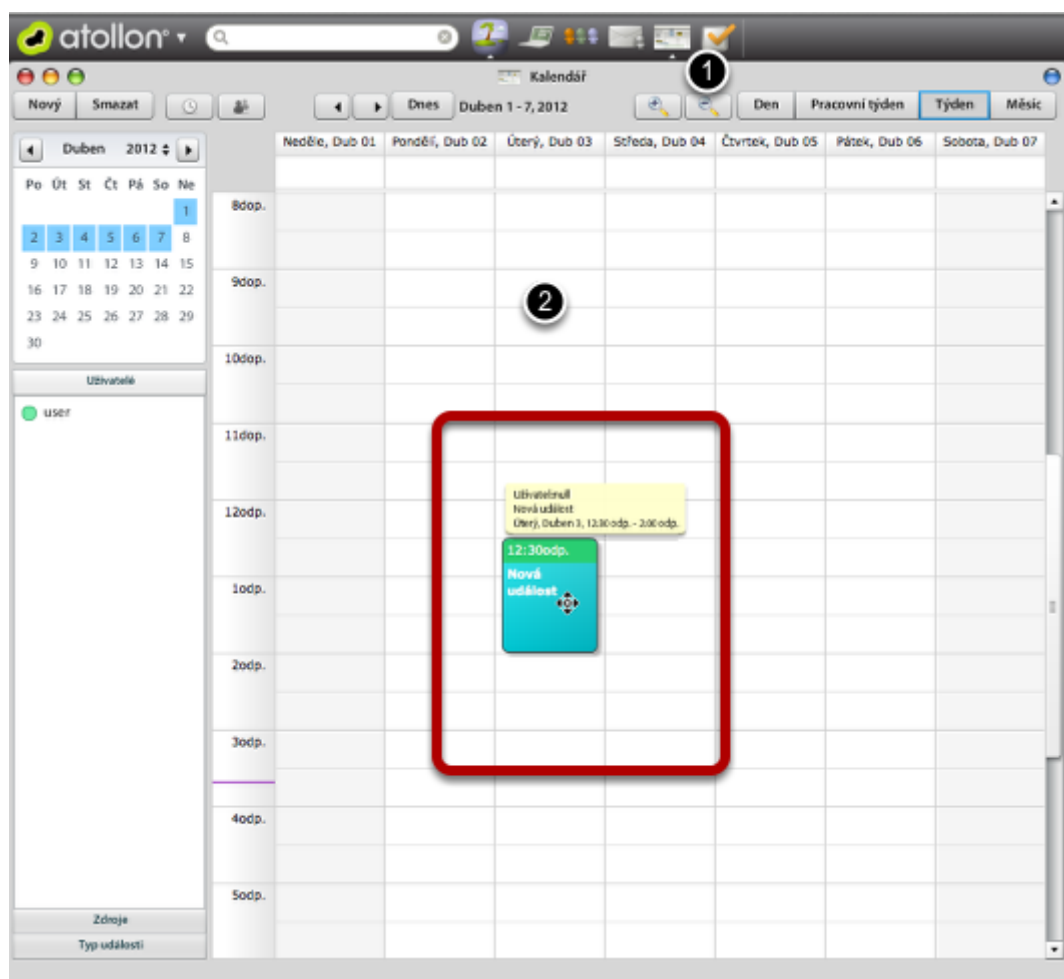 atollon
1
Kalendář
Nový Smazat Dnes Duben 1 - 7, 2012 Den Pracovní týden Týden Měsíc
Duben 2012
Po Út St Čt Pá So Ne
1
2 3 4 5 6 7 8
9 10 11 12 13 14 15
16 17 18 19 20 21 22
23 24 25 26 27 28 29
30
Uživatelé
user
Zdroje
Typ události
Neděle, Dub 01 Pondělí, Dub 02 Úterý, Dub 03 Středa, Dub 04 Čtvrtek, Dub 05 Pátek, Dub 06 Sobota, Dub 07
8dop.
9dop.
2
10dop.
11dop.
Uživatel:null
Nová událost
Úterý, Duben 3, 12:30 odp. - 2:00 odp.
12odp.
12:30odp.
Nová
událost
1odp.
2odp.
3odp.
4odp.
5odp.